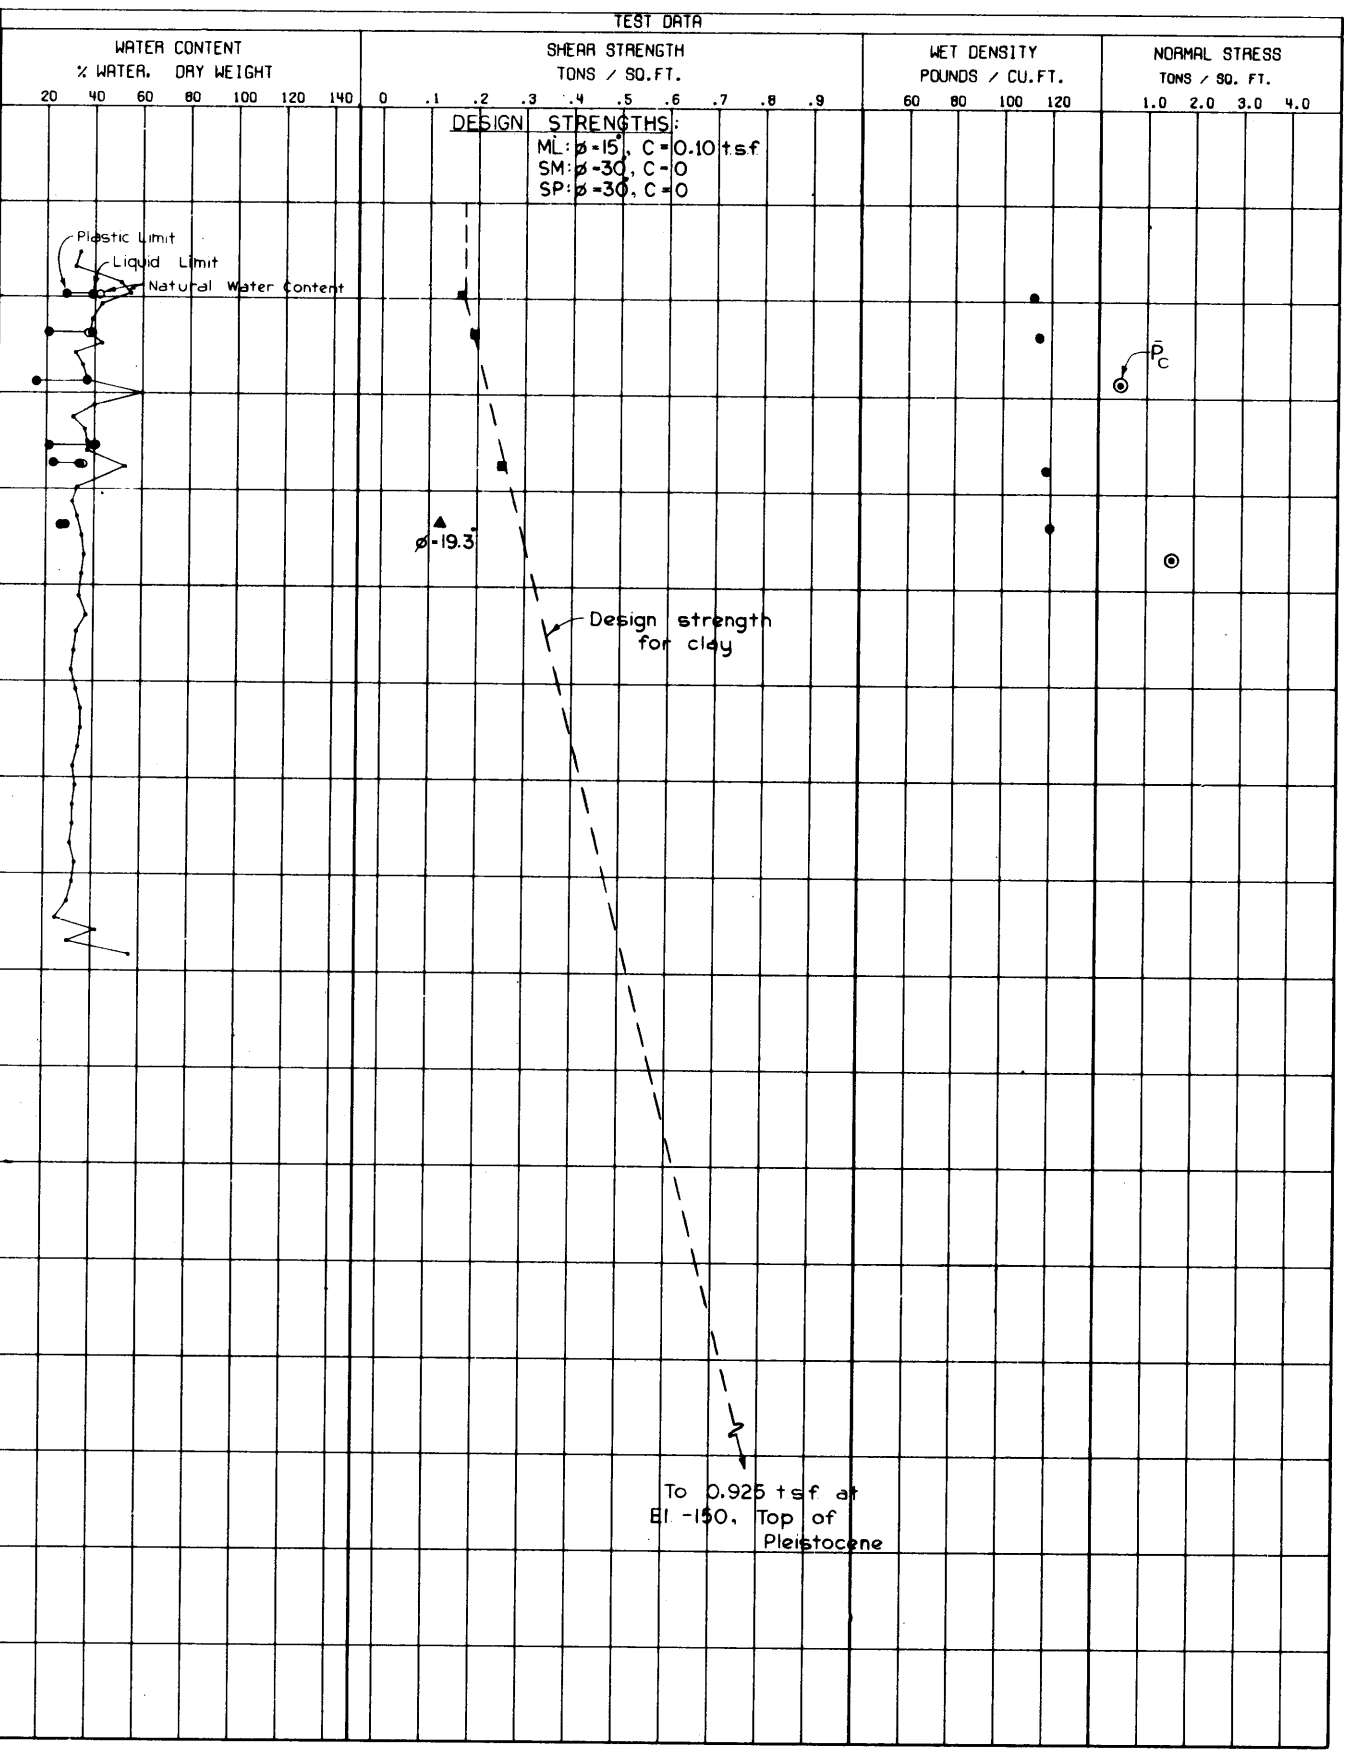 TEST DATA
WATER CONTENT
% WATER, DRY WEIGHT
SHEAR STRENGTH
TONS / SQ.FT.
WET DENSITY
POUNDS / CU.FT.
NORMAL STRESS
TONS / SQ. FT.
20 40 60 80 100 120 140
0 .1 .2 .3 .4 .5 .6 .7 .8 .9
60 80 100 120
1.0 2.0 3.0 4.0
DESIGN STRENGTHS:
ML: ø=15°, C=0.10 tsf
SM: ø=30°, C=0
SP: ø=30°, C=0
Plastic Limit
Liquid Limit
Natural Water Content
P̄c
ø=19.3°
Design strength
for clay
To 0.925 tsf at
El -150, Top of
Pleistocene